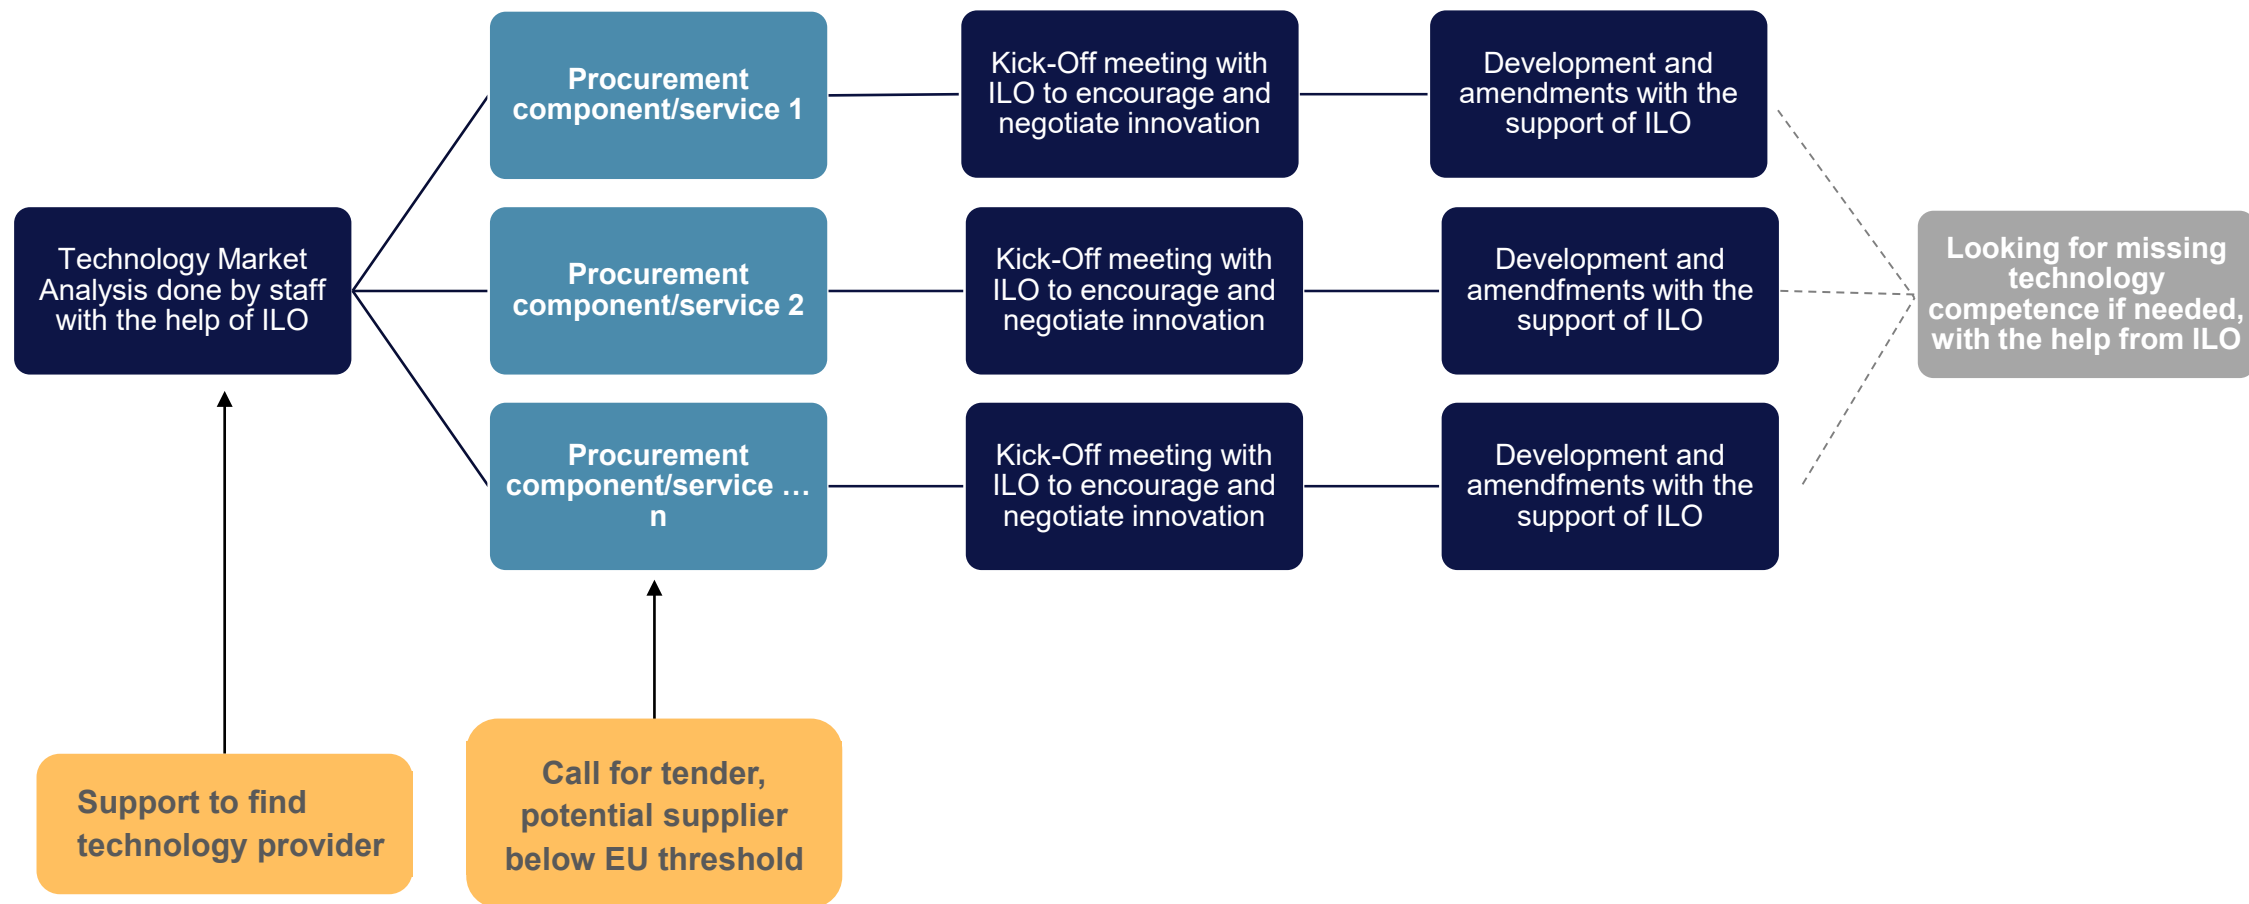 Technology Market
Analysis done by staff
with the help of ILO
Procurement
component/service 1
Kick-Off meeting with
ILO to encourage and
negotiate innovation
Development and
amendments with the
support of ILO
Procurement
component/service 2
Kick-Off meeting with
ILO to encourage and
negotiate innovation
Development and
amendfments with the
support of ILO
Procurement
component/service …
n
Kick-Off meeting with
ILO to encourage and
negotiate innovation
Development and
amendfments with the
support of ILO
Looking for missing
technology
competence if needed,
with the help from ILO
Support to find
technology provider
Call for tender,
potential supplier
below EU threshold